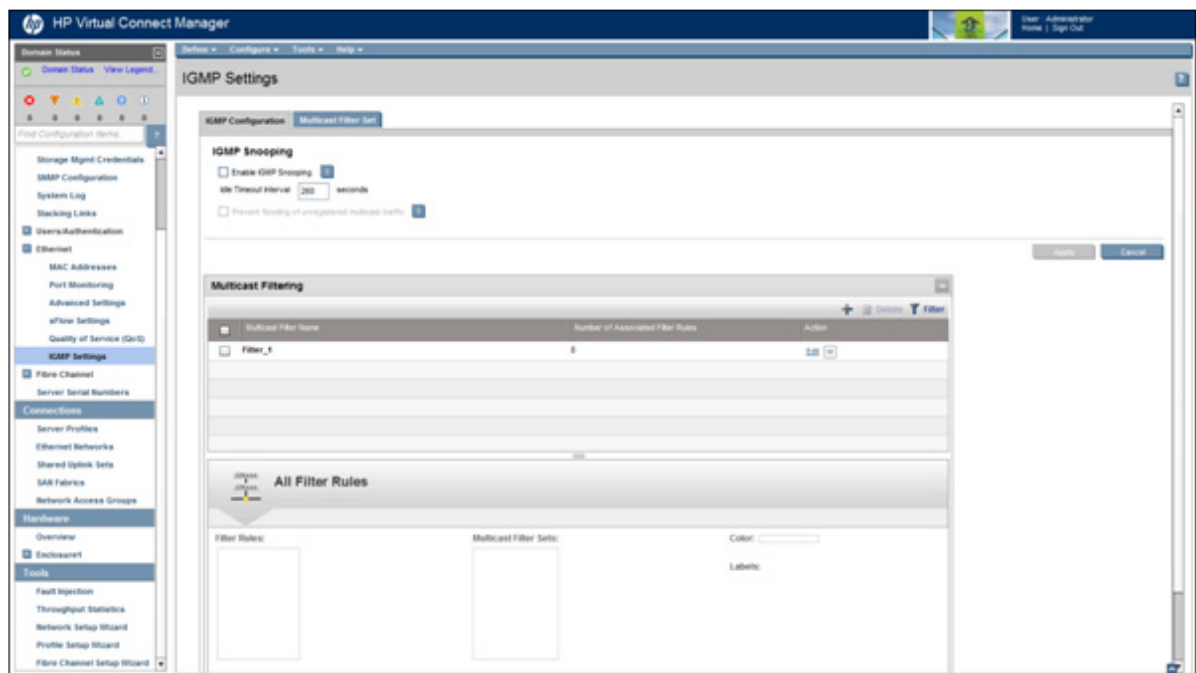 HP Virtual Connect Manager
User: Administrator
Home | Sign Out
Domain Status
Define Configure Tools Help
Domain Status View Legend...
IGMP Settings
0 0 0 0 0 0
Find Configuration Items
IGMP Configuration Multicast Filter Set
Storage Mgmt Credentials
SNMP Configuration
System Log
Stacking Links
Users/Authentication
Ethernet
MAC Addresses
Port Monitoring
Advanced Settings
sFlow Settings
Quality of Service (QoS)
IGMP Settings
Fibre Channel
Server Serial Numbers
Connections
Server Profiles
Ethernet Networks
Shared Uplink Sets
SAN Fabrics
Network Access Groups
Hardware
Overview
Enclosure1
Tools
Fault Injection
Throughput Statistics
Network Setup Wizard
Profile Setup Wizard
Fibre Channel Setup Wizard
IGMP Snooping
Enable IGMP Snooping ?
Idle Timeout Interval 260 seconds
Prevent flooding of unregistered multicast traffic ?
Apply Cancel
Multicast Filtering
Delete Filter
Multicast Filter Name Number of Associated Filter Rules Action
Filter_1 0 Edit
All Filter Rules
Filter Rules: Multicast Filter Sets: Color:
Labels: